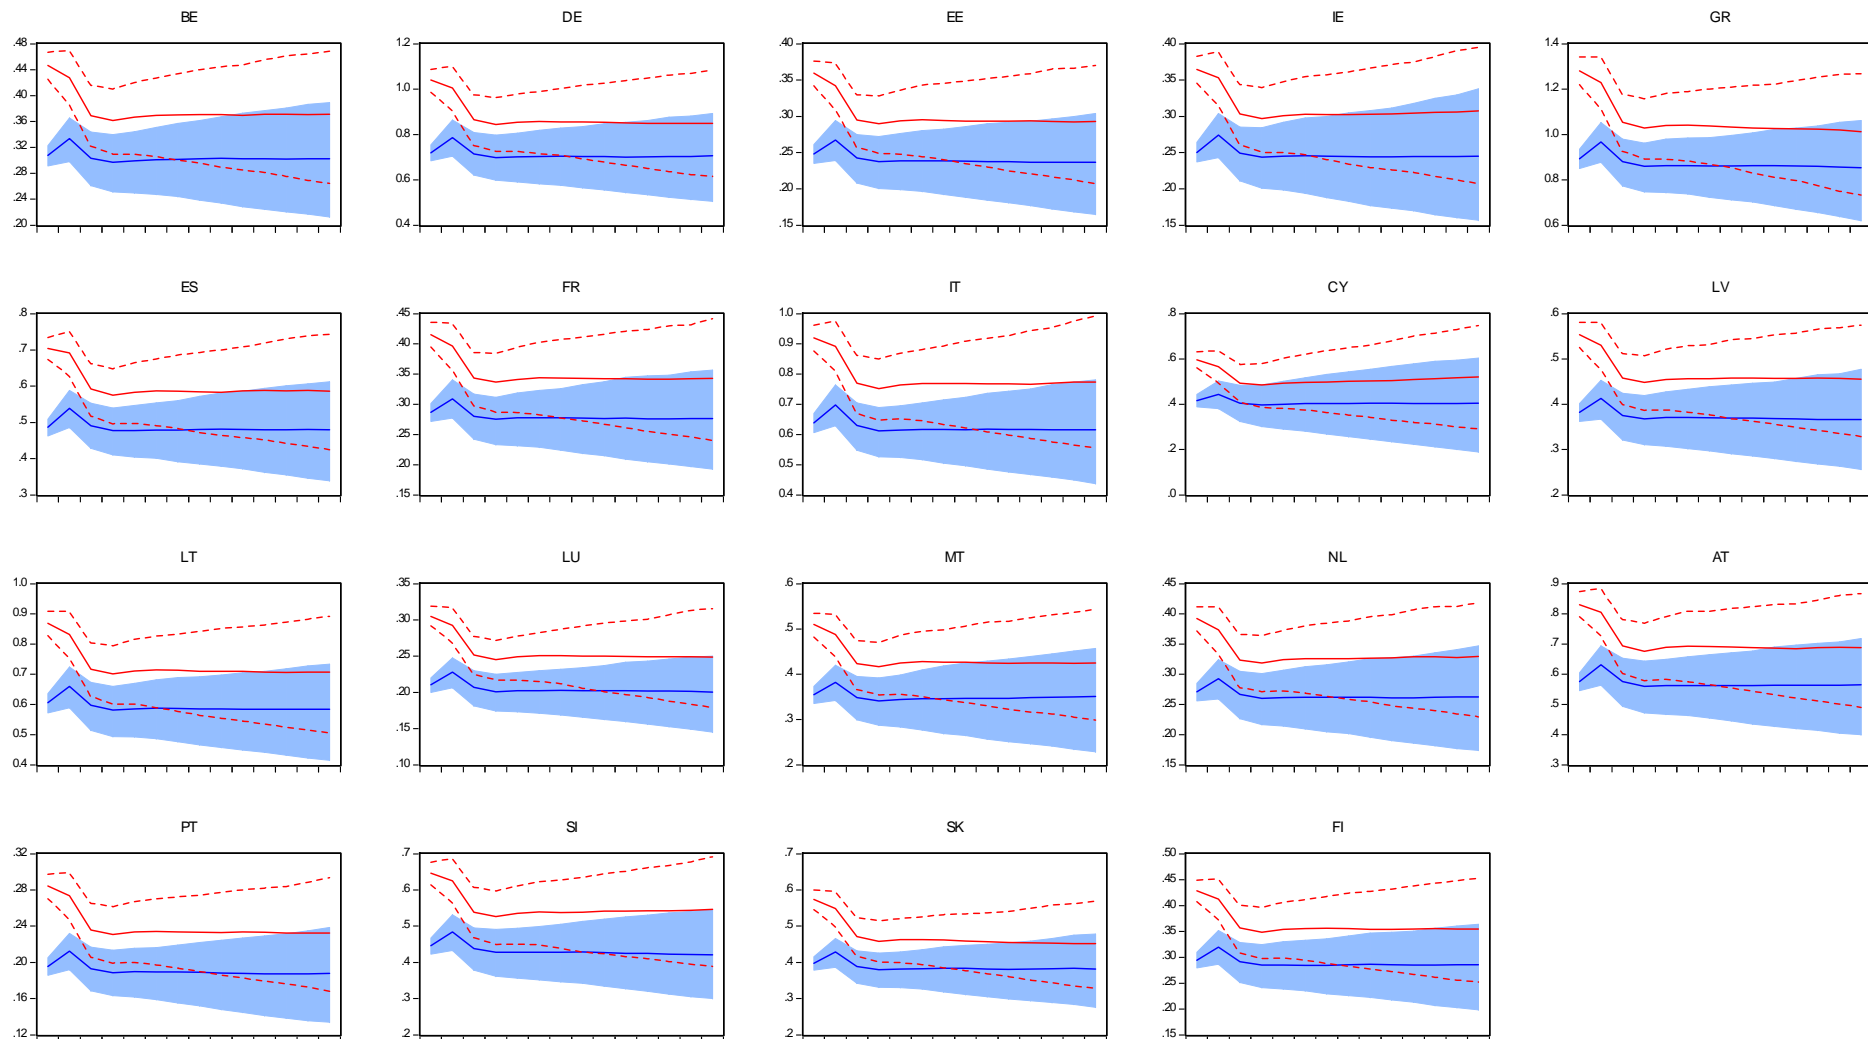 BE DE EE IE GR
.48 1.2 .40 .40 1.4
.44 1.0 .35 .35 1.2
.40 0.8 .30 .30 1.0
.36 0.6 .25 .25 0.8
.32 0.4 .20 .20 0.6
.28 .15 .15
.24
.20
ES FR IT CY LV
.8 .45 1.0 .8 .6
.7 .40 0.9 .6 .5
.6 .35 0.8 .4 .4
.5 .30 0.7 .2 .3
.4 .25 0.6 .0 .2
.3 .20 0.5
.15 0.4
LT LU MT NL AT
1.0 .35 .6 .45 .9
0.9 .30 .5 .40 .8
0.8 .25 .4 .35 .7
0.7 .20 .3 .30 .6
0.6 .15 .2 .25 .5
0.5 .10 .20 .4
0.4 .15 .3
PT SI SK FI
.32 .7 .7 .50
.28 .6 .6 .45
.24 .5 .5 .40
.20 .4 .4 .35
.16 .3 .3 .30
.12 .2 .2 .25
.20
.15